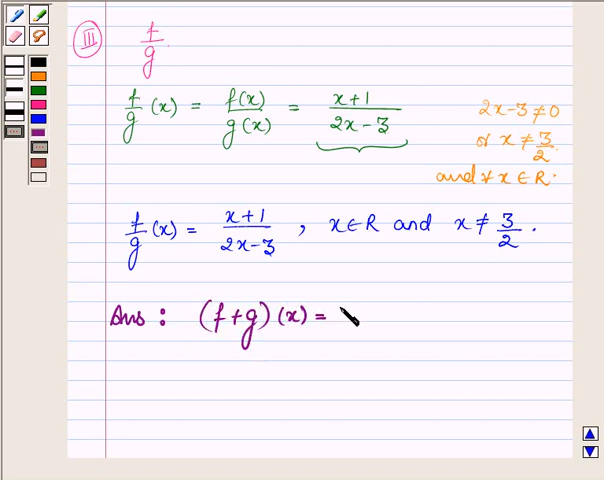 III f/g.
f/g (x) = f(x)/g(x) = x+1/2x-3
2x-3≠0
or x≠3/2.
and ∀ x∈R.
f/g (x) = x+1/2x-3 , x∈R and x≠3/2.
Ans : (f+g)(x) =